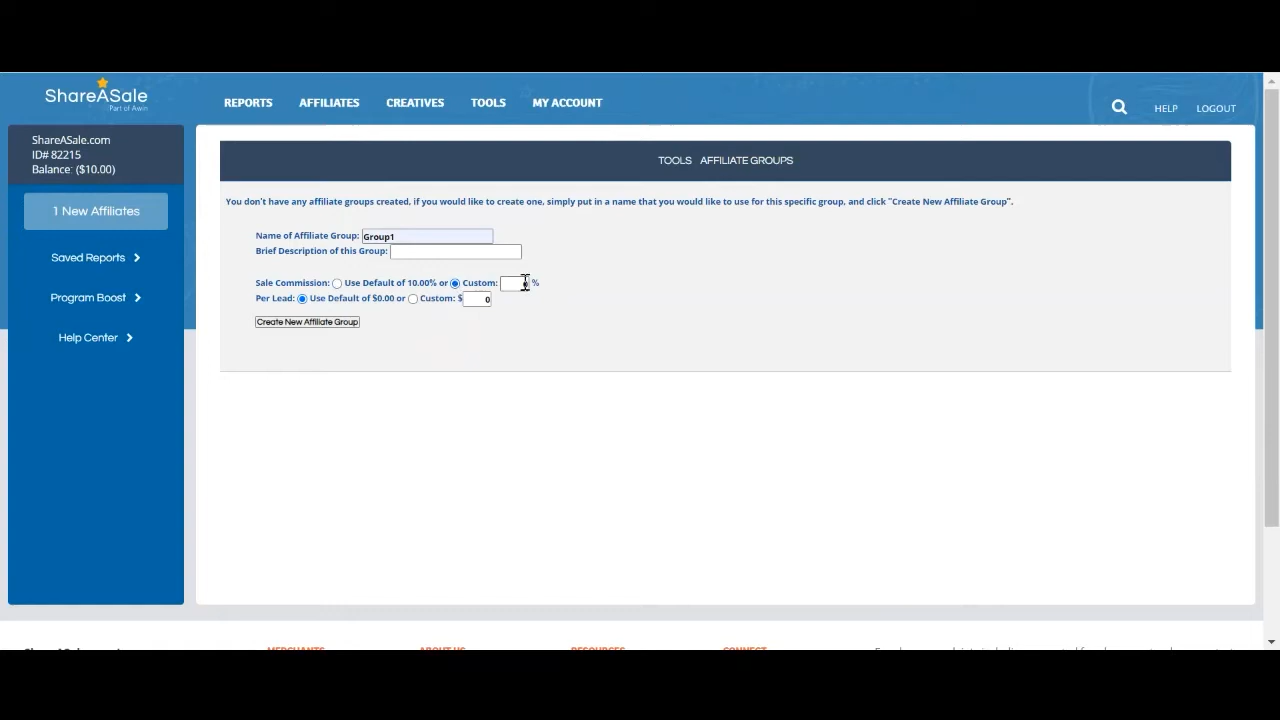 ShareASale
Part of Awin
REPORTS AFFILIATES CREATIVES TOOLS MY ACCOUNT
HELP LOGOUT
ShareASale.com
ID# 82215
Balance: ($10.00)
1 New Affiliates
Saved Reports
Program Boost
Help Center
TOOLS AFFILIATE GROUPS
You don't have any affiliate groups created, if you would like to create one, simply put in a name that you would like to use for this specific group, and click "Create New Affiliate Group".
Name of Affiliate Group: Group1
Brief Description of this Group:
Sale Commission: Use Default of 10.00% or Custom: %
Per Lead: Use Default of $0.00 or Custom: $ 0
Create New Affiliate Group
MERCHANTS ABOUT US RESOURCES CONNECT